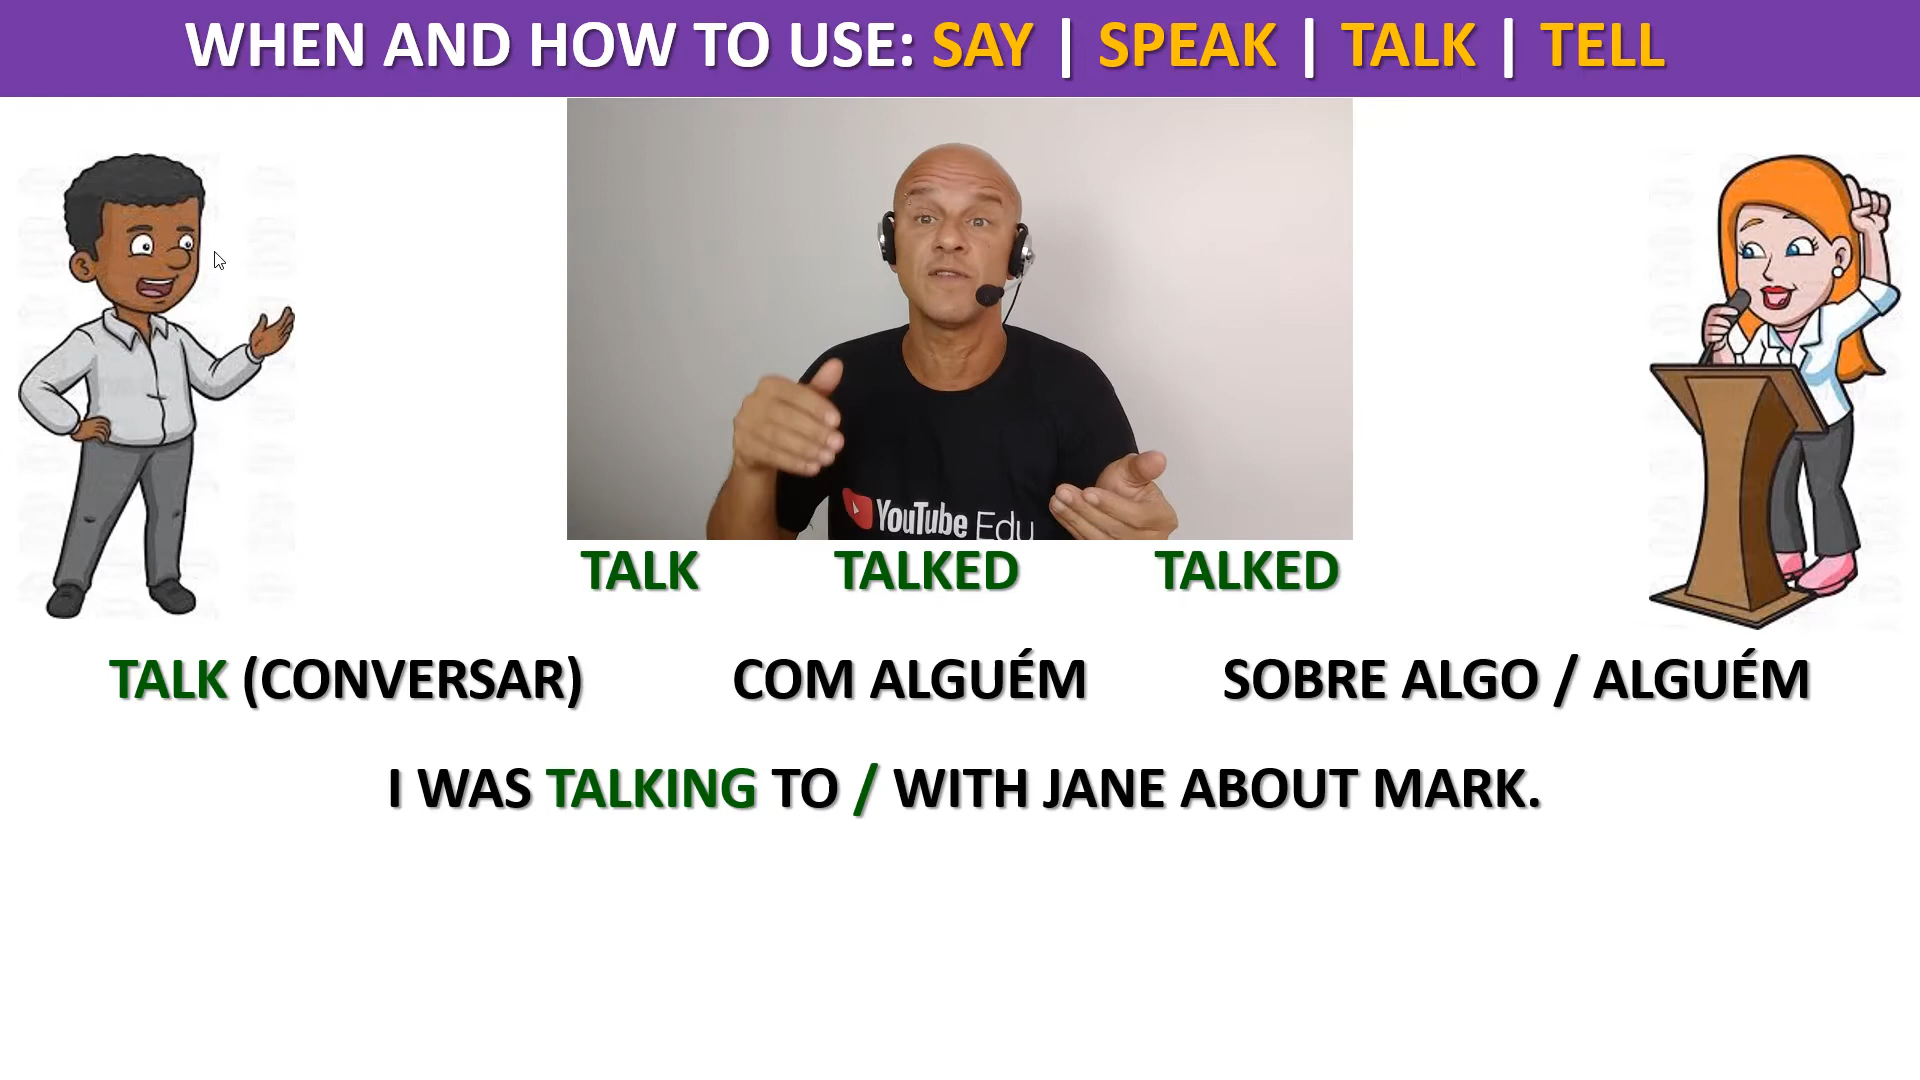 WHEN AND HOW TO USE: SAY | SPEAK | TALK | TELL
YouTube Edu
TALK TALKED TALKED
TALK (CONVERSAR) COM ALGUÉM SOBRE ALGO / ALGUÉM
I WAS TALKING TO / WITH JANE ABOUT MARK.